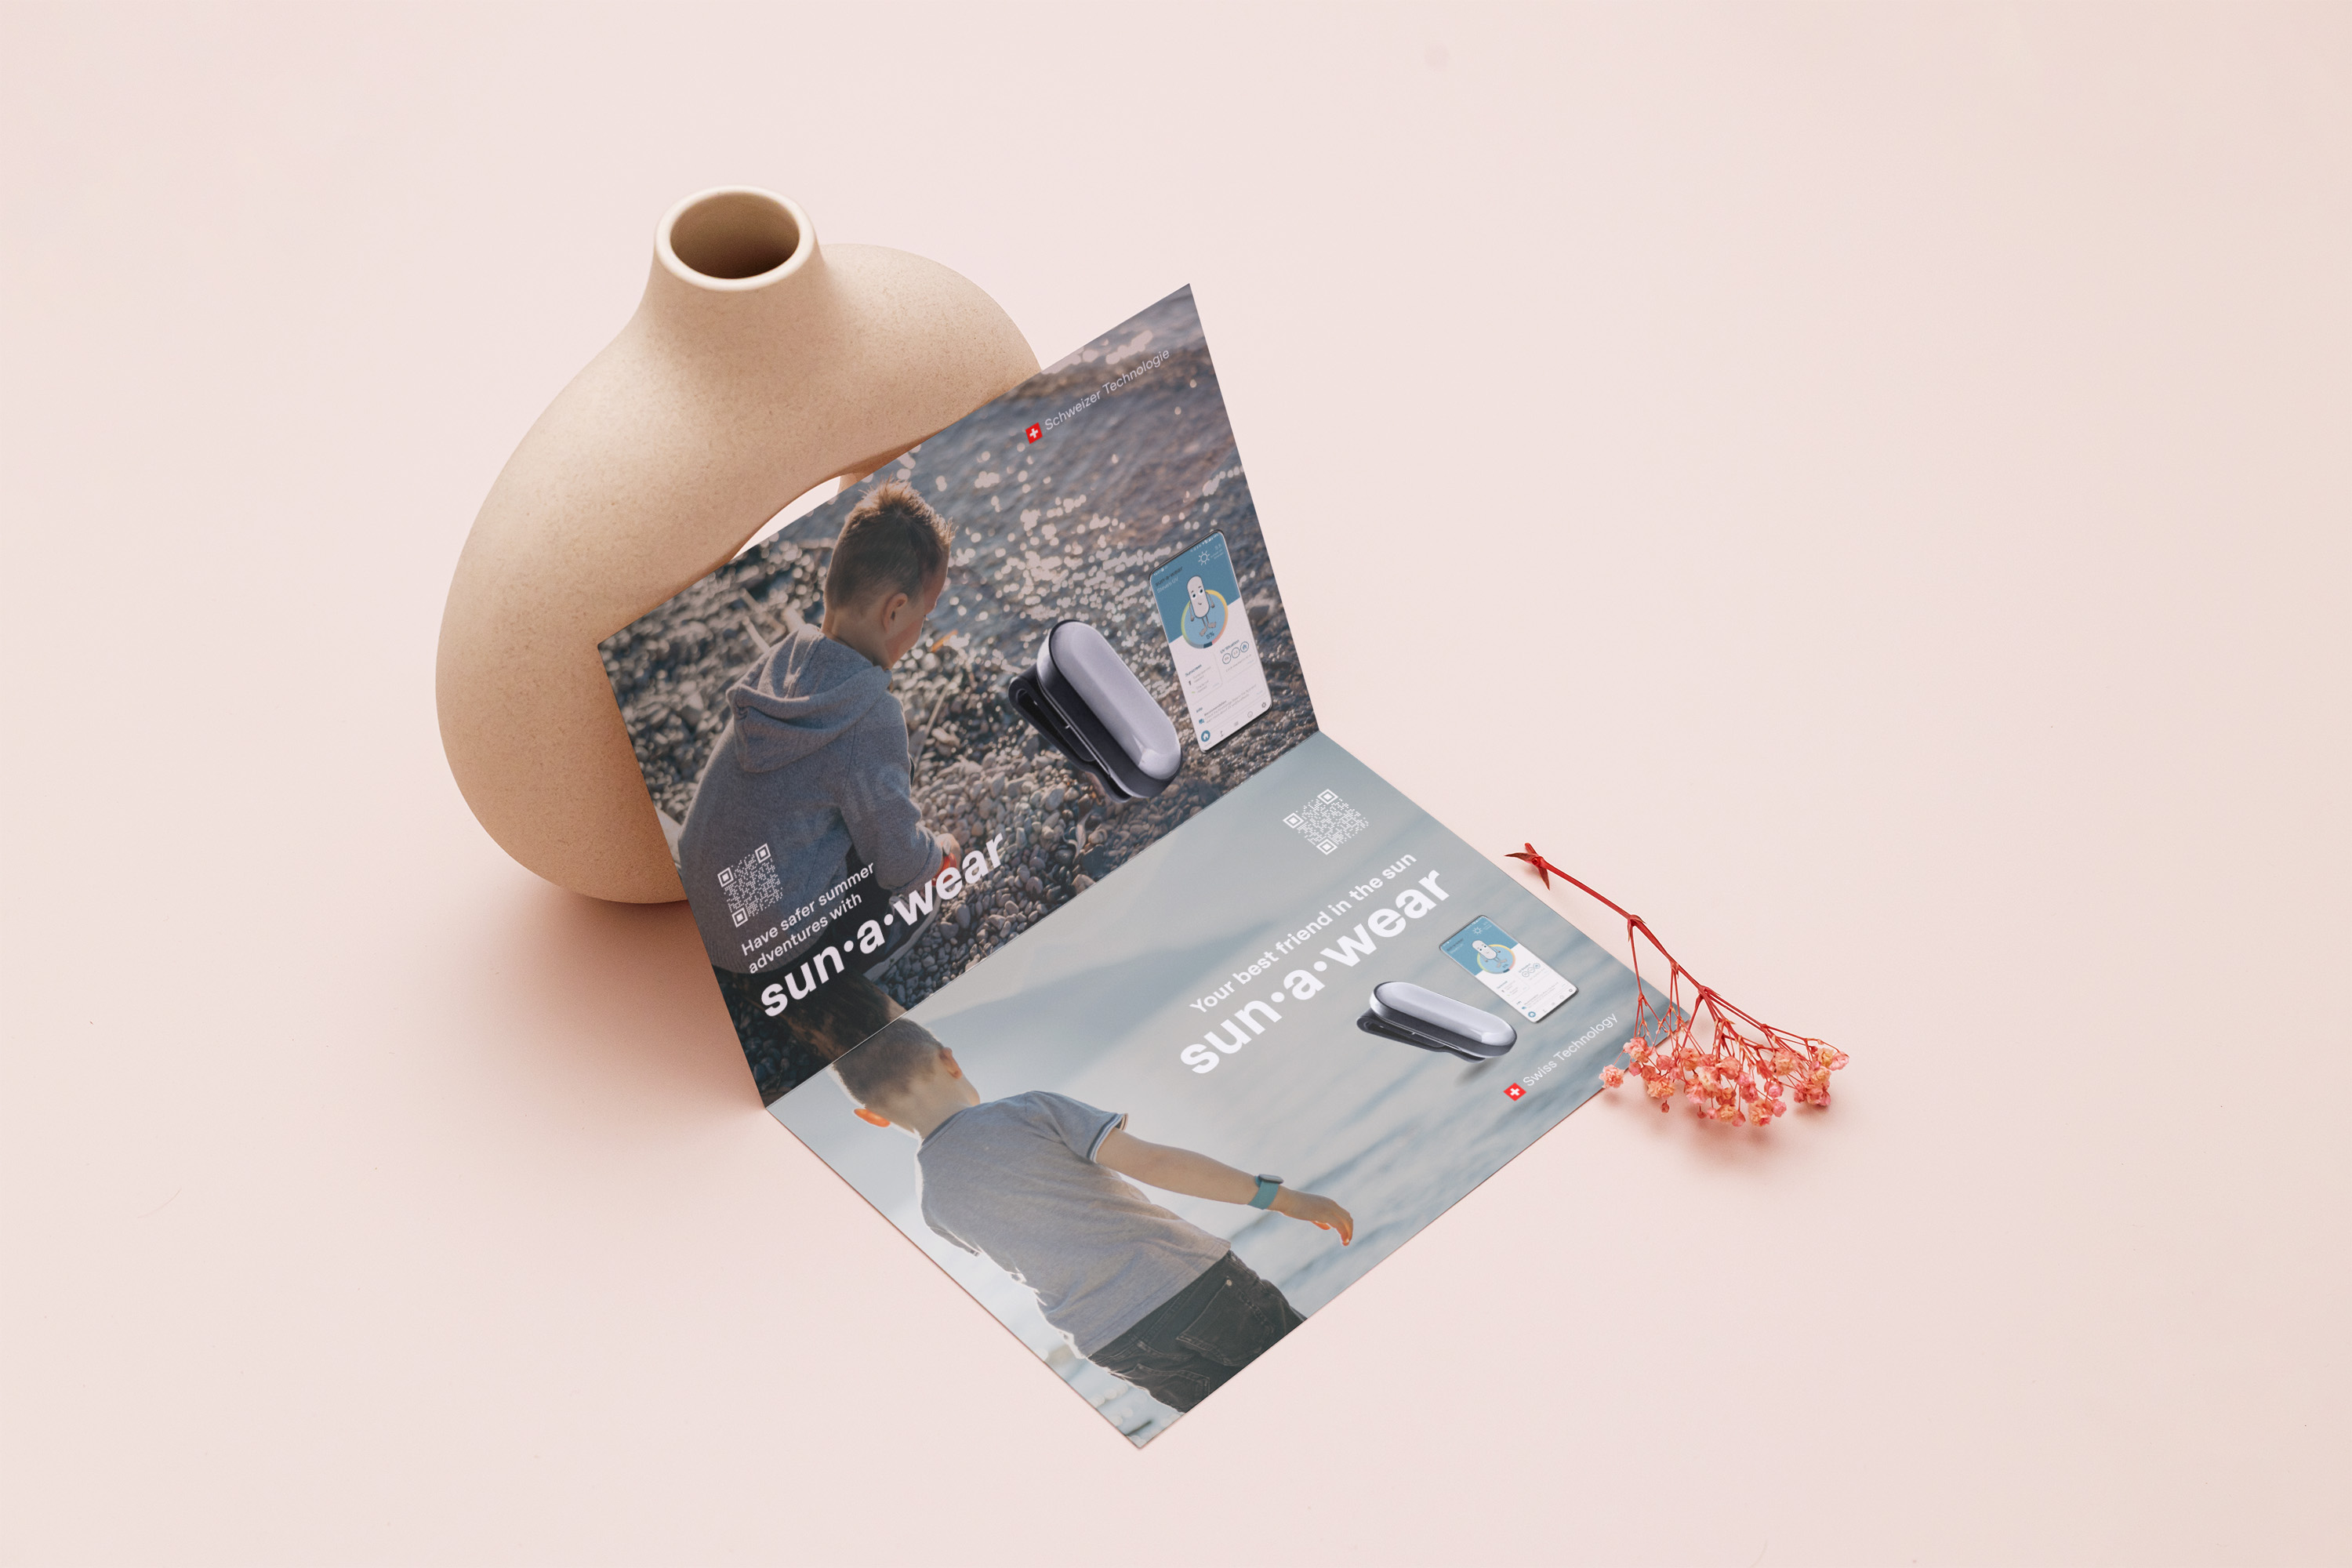 Schweizer Technologie
Have safer summer
adventures with
sun·a·wear
Your best friend in the sun
sun·a·wear
Swiss Technology